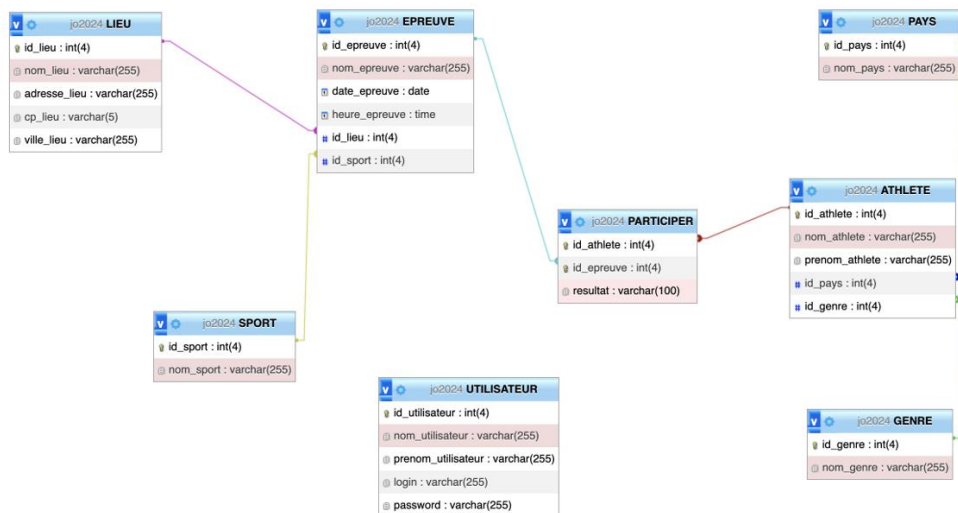 jo2024 LIEU
id_lieu : int(4)
nom_lieu : varchar(255)
adresse_lieu : varchar(255)
cp_lieu : varchar(5)
ville_lieu : varchar(255)
jo2024 EPREUVE
id_epreuve : int(4)
nom_epreuve : varchar(255)
date_epreuve : date
heure_epreuve : time
id_lieu : int(4)
id_sport : int(4)
jo2024 PAYS
id_pays : int(4)
nom_pays : varchar(255)
jo2024 PARTICIPER
id_athlete : int(4)
id_epreuve : int(4)
resultat : varchar(100)
jo2024 ATHLETE
id_athlete : int(4)
nom_athlete : varchar(255)
prenom_athlete : varchar(255)
id_pays : int(4)
id_genre : int(4)
jo2024 SPORT
id_sport : int(4)
nom_sport : varchar(255)
jo2024 UTILISATEUR
id_utilisateur : int(4)
nom_utilisateur : varchar(255)
prenom_utilisateur : varchar(255)
login : varchar(255)
password : varchar(255)
jo2024 GENRE
id_genre : int(4)
nom_genre : varchar(255)